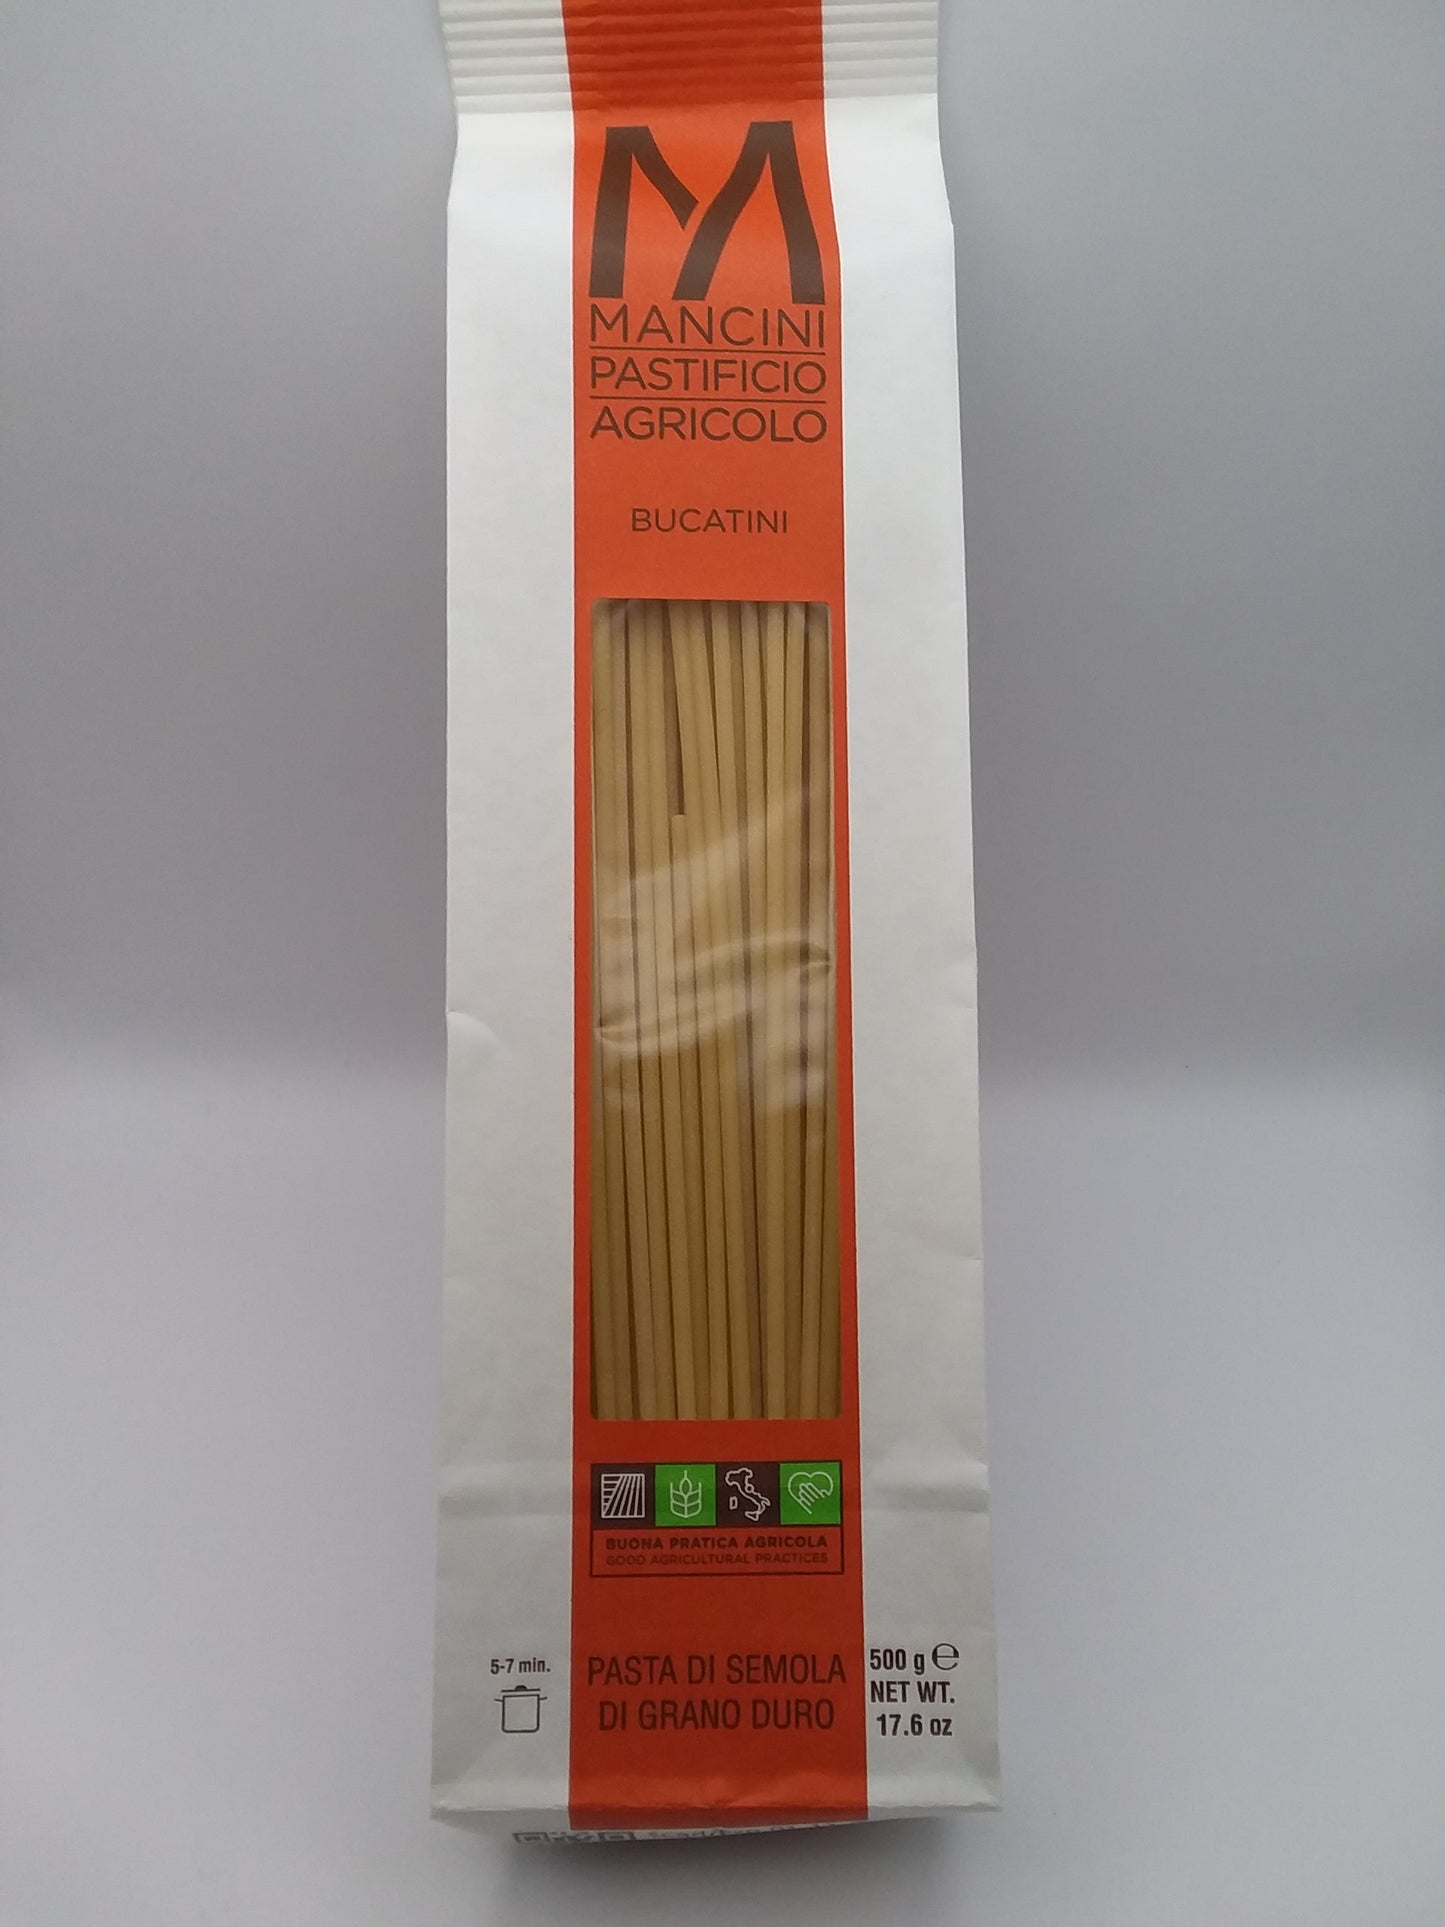 M
MANCINI
PASTIFICIO
AGRICOLO
BUCATINI
BUONA PRATICA AGRICOLA
GOOD AGRICULTURAL PRACTICES
5-7 min.
PASTA DI SEMOLA
DI GRANO DURO
500 g ℮
NET WT.
17.6 oz